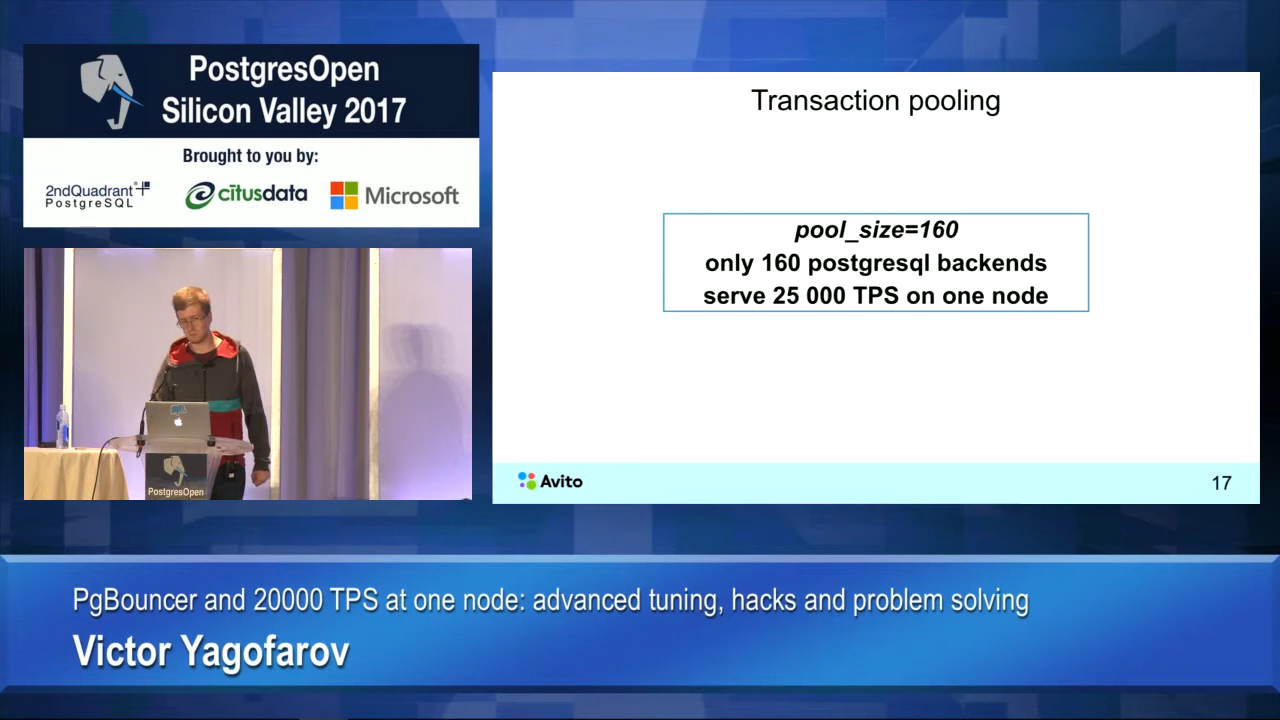 PostgresOpen
Silicon Valley 2017
Brought to you by:
2ndQuadrant
PostgreSQL
citusdata
Microsoft
PostgresOpen
Transaction pooling
pool_size=160
only 160 postgresql backends
serve 25 000 TPS on one node
Avito
17
PgBouncer and 20000 TPS at one node: advanced tuning, hacks and problem solving
Victor Yagofarov